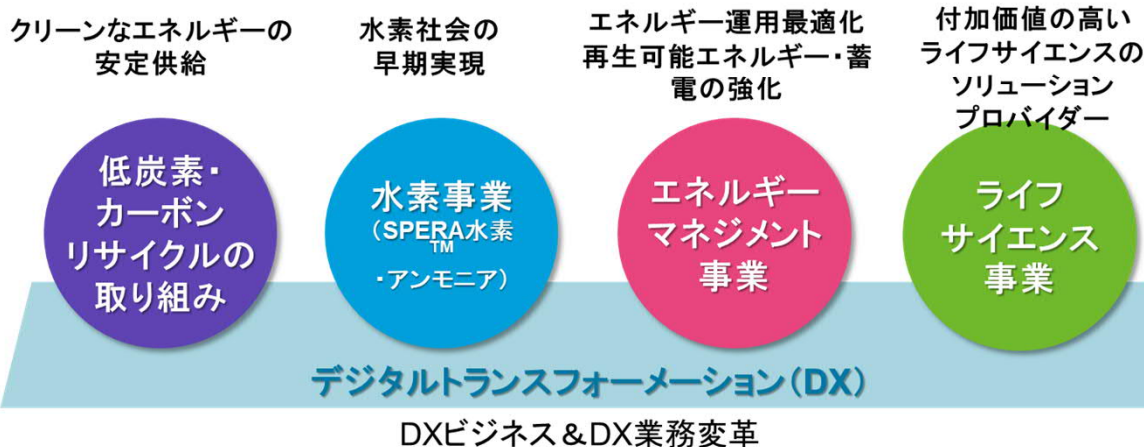 クリーンなエネルギーの
安定供給
水素社会の
早期実現
エネルギー運用最適化
再生可能エネルギー・蓄
電の強化
付加価値の高い
ライフサイエンスの
ソリューション
プロバイダー
低炭素・
カーボン
リサイクルの
取り組み
水素事業
（SPERA水素
TM
・アンモニア）
エネルギー
マネジメント
事業
ライフ
サイエンス
事業
デジタルトランスフォーメーション（DX）
DXビジネス＆DX業務変革